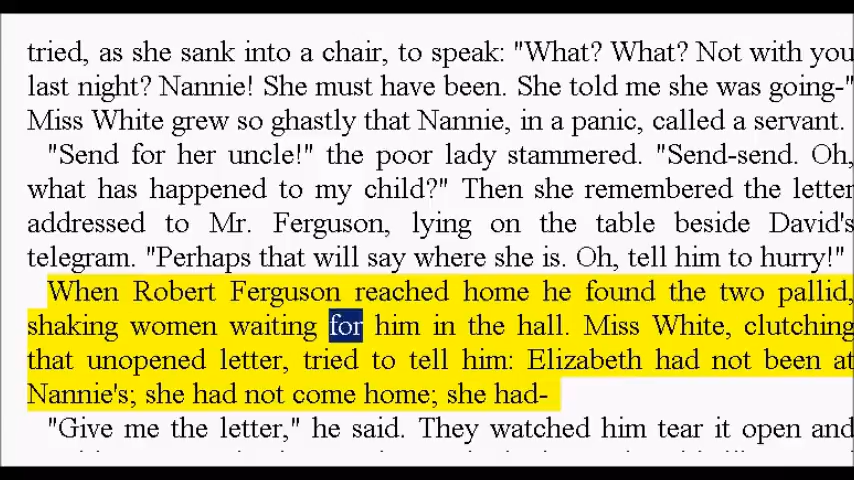 tried, as she sank into a chair, to speak: "What? What? Not with you
last night? Nannie! She must have been. She told me she was going-"
Miss White grew so ghastly that Nannie, in a panic, called a servant.
"Send for her uncle!" the poor lady stammered. "Send-send. Oh,
what has happened to my child?" Then she remembered the letter
addressed to Mr. Ferguson, lying on the table beside David's
telegram. "Perhaps that will say where she is. Oh, tell him to hurry!"
When Robert Ferguson reached home he found the two pallid,
shaking women waiting for him in the hall. Miss White, clutching
that unopened letter, tried to tell him: Elizabeth had not been at
Nannie's; she had not come home; she had-
"Give me the letter," he said. They watched him tear it open and